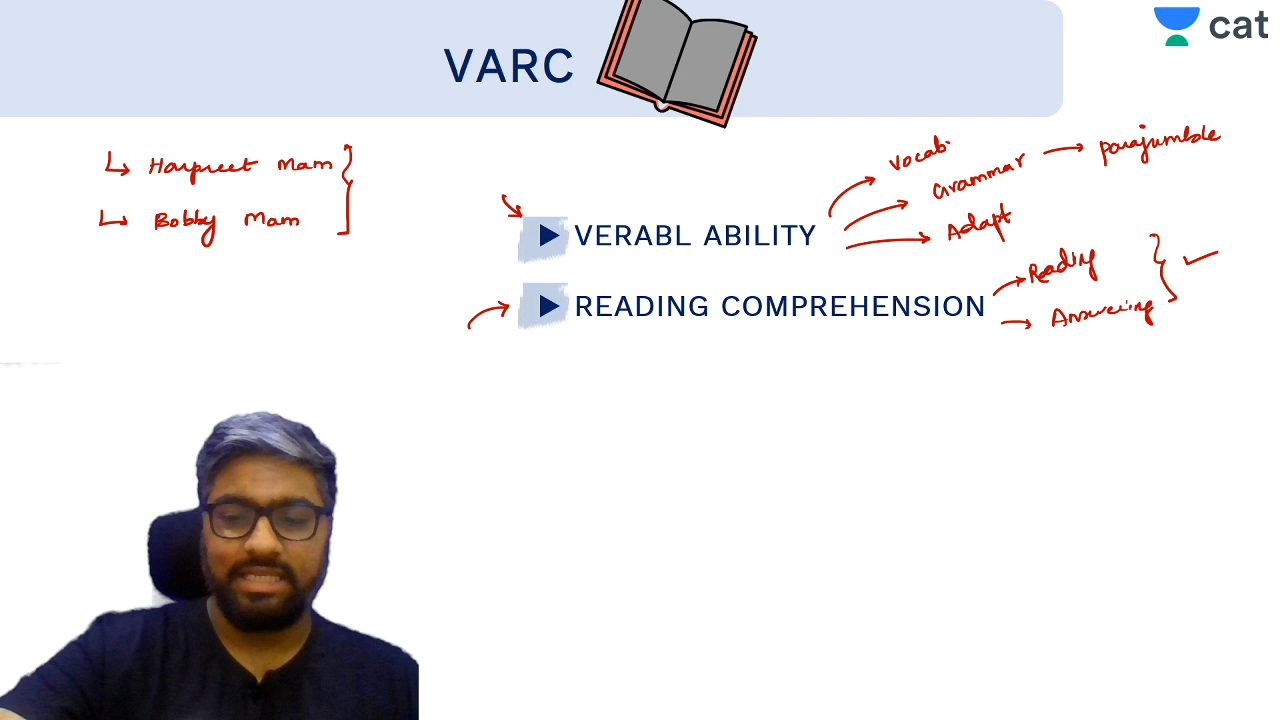 VARC
cat
Harpreet Mam
Bobby Mam
Vocab.
Grammar → parajumble
Adapt
VERABL ABILITY
Reading
READING COMPREHENSION
Answering